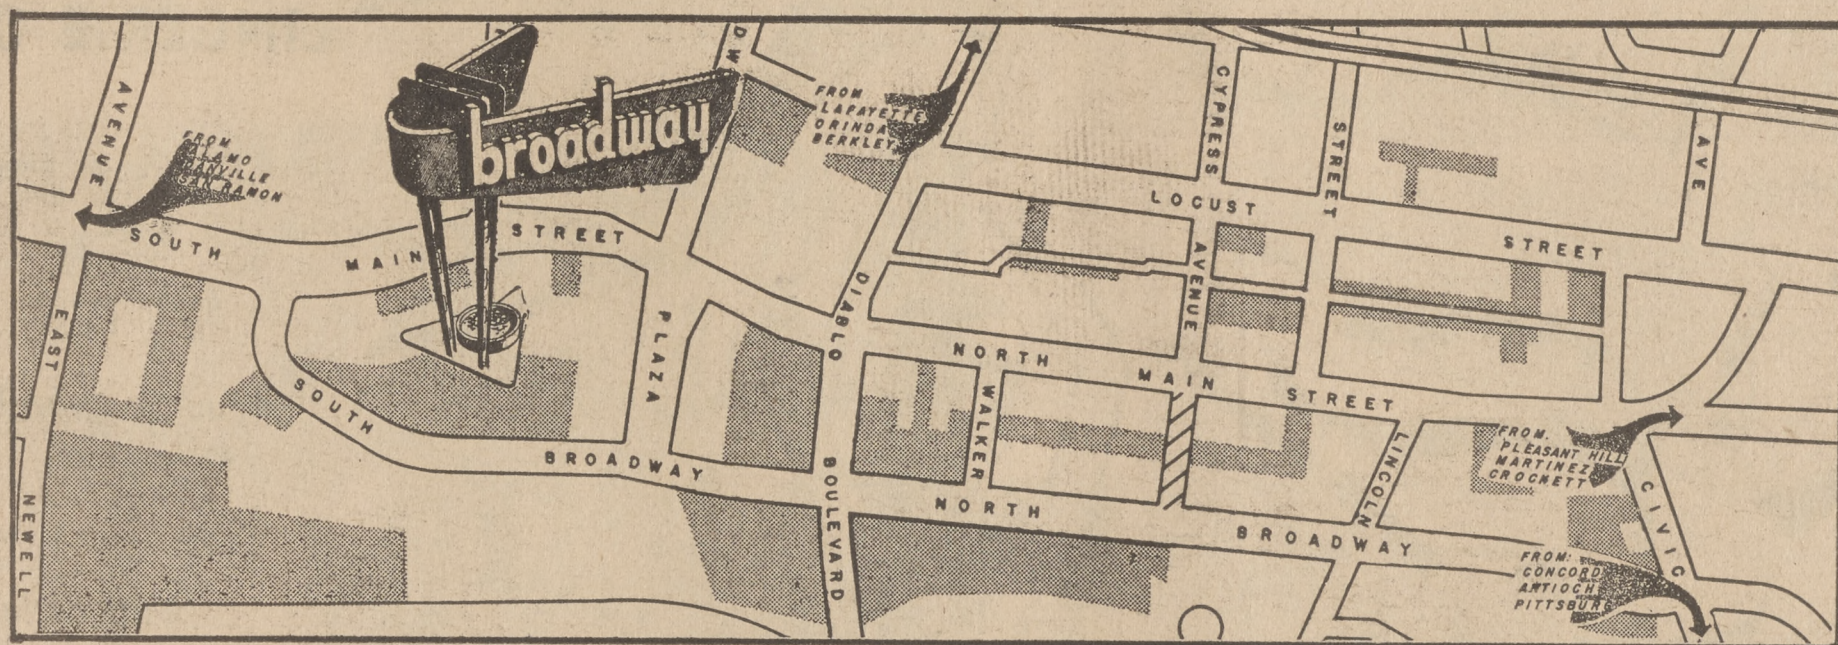 AVENUE
FROM
ALAMO
DANVILLE
SAN RAMON
broadway
FROM
LAFAYETTE
ORINDA
BERKLEY
CYPRESS
STREET
AVE
LOCUST
STREET
SOUTH
MAIN
STREET
AVENUE
EAST
PLAZA
DIABLO
NORTH
MAIN
STREET
WALKER
SOUTH
BROADWAY
LINCOLN
FROM.
PLEASANT HILL
MARTINEZ
CROCKETT
CIVIC
NEWELL
BOULEVARD
NORTH
BROADWAY
FROM:
CONCORD
ANTIOCH
PITTSBURG